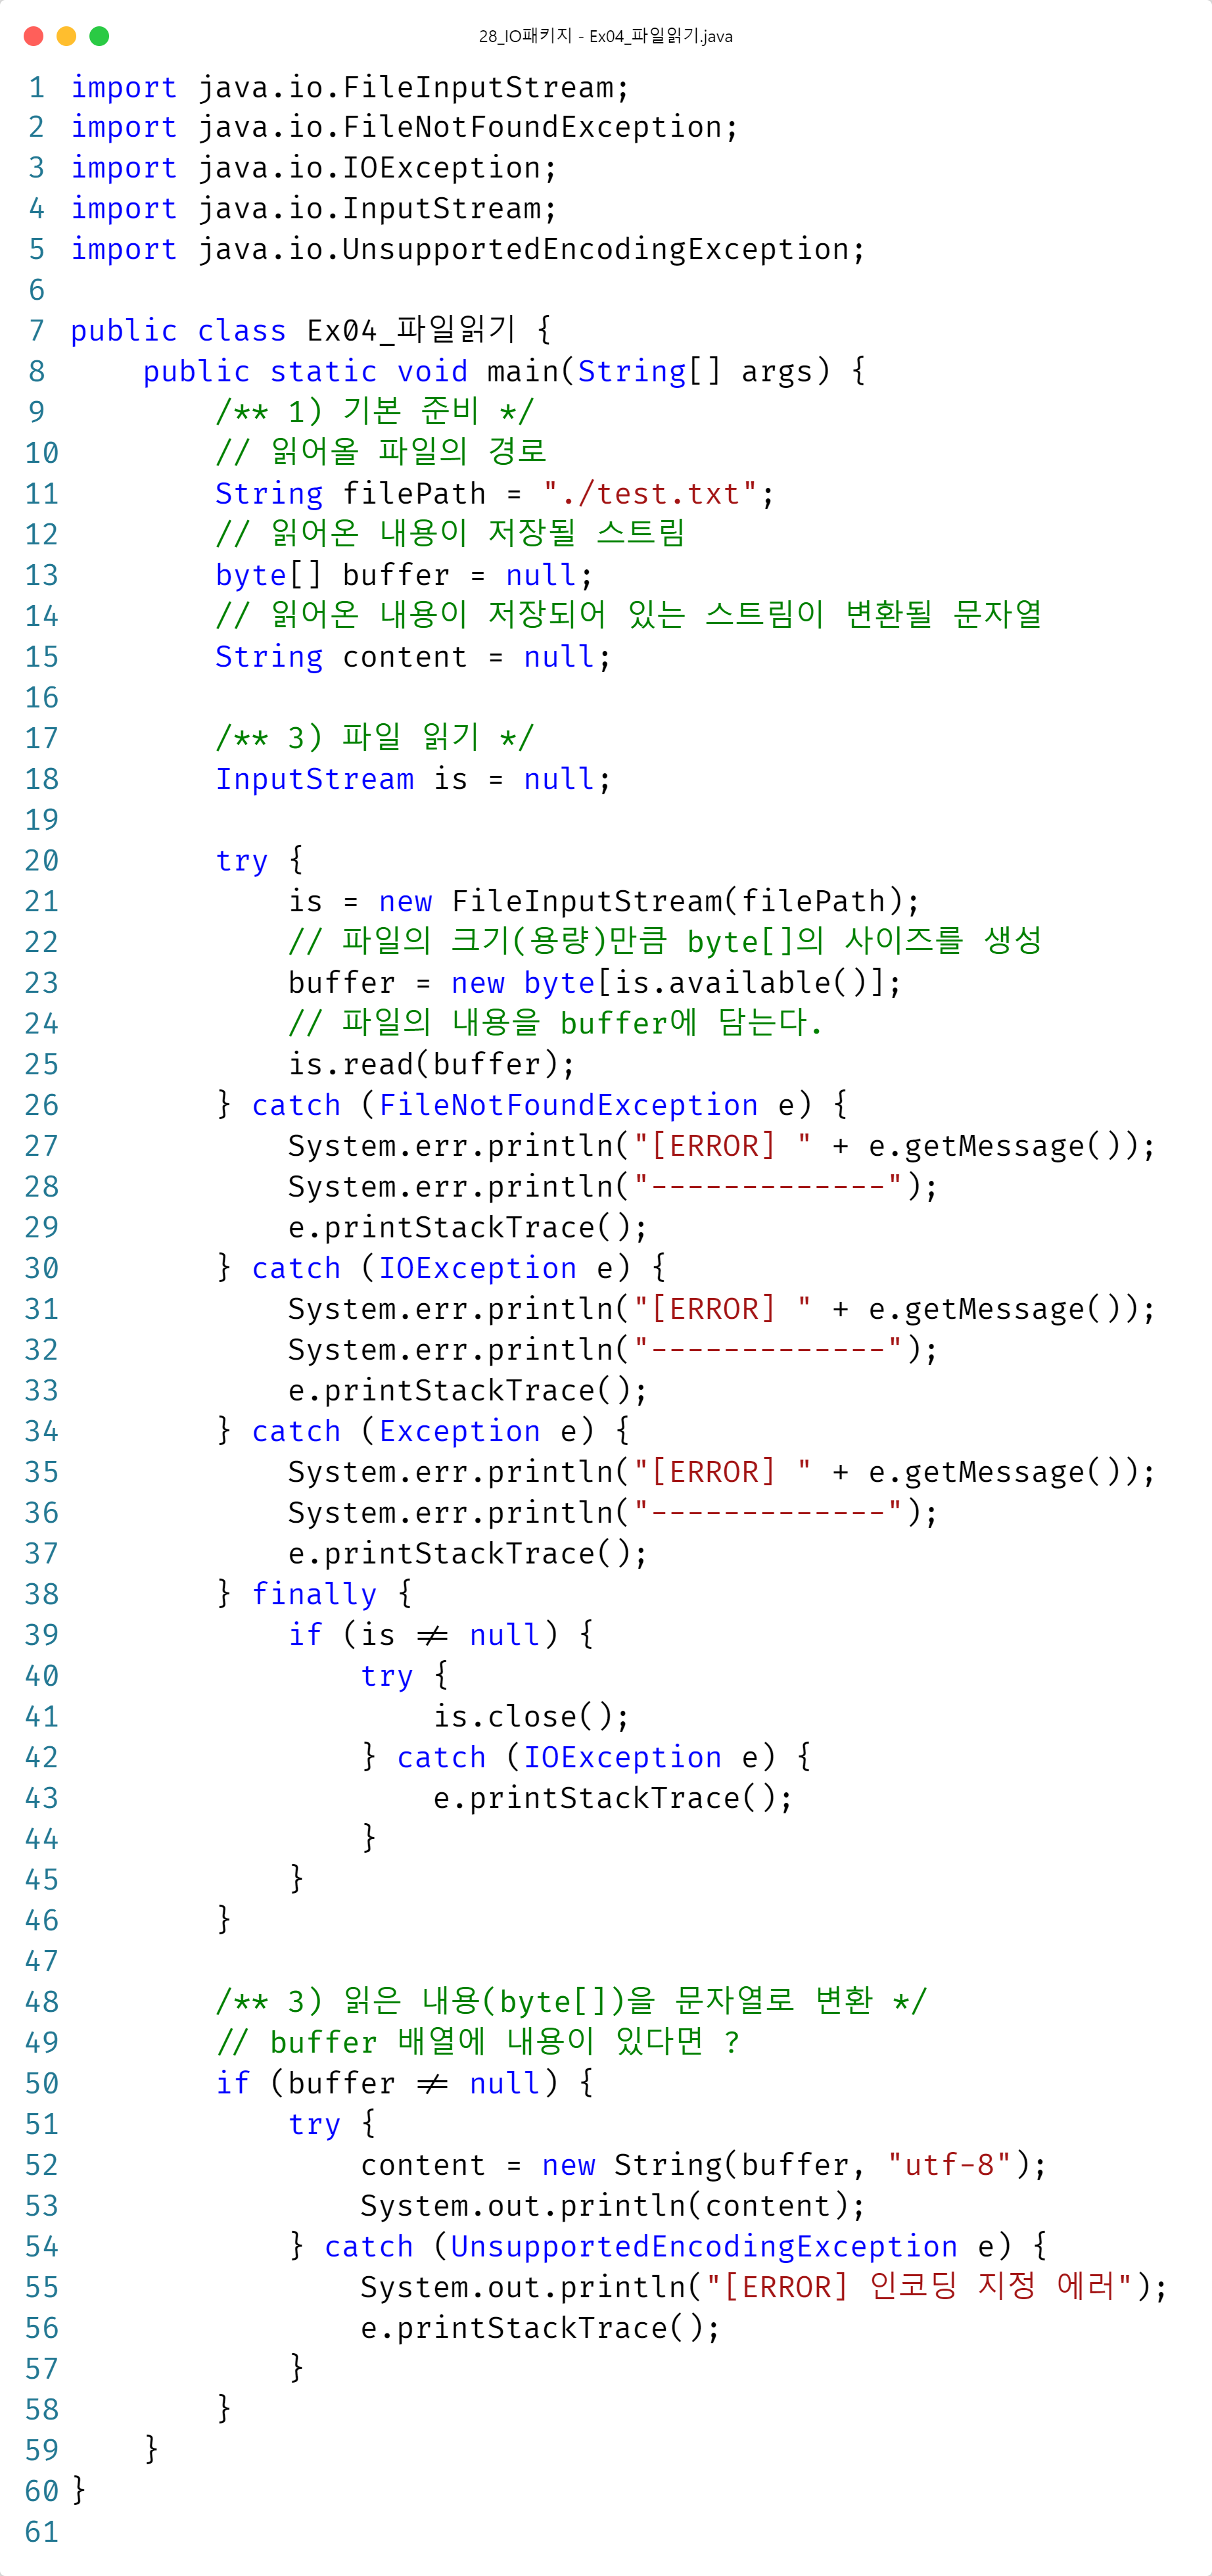 28_IO패키지 - Ex04_파일읽기.java
1 import java.io.FileInputStream;
2 import java.io.FileNotFoundException;
3 import java.io.IOException;
4 import java.io.InputStream;
5 import java.io.UnsupportedEncodingException;
6
7 public class Ex04_파일읽기 {
8     public static void main(String[] args) {
9         /** 1) 기본 준비 */
10         // 읽어올 파일의 경로
11         String filePath = "./test.txt";
12         // 읽어온 내용이 저장될 스트림
13         byte[] buffer = null;
14         // 읽어온 내용이 저장되어 있는 스트림이 변환될 문자열
15         String content = null;
16
17         /** 3) 파일 읽기 */
18         InputStream is = null;
19
20         try {
21             is = new FileInputStream(filePath);
22             // 파일의 크기(용량)만큼 byte[]의 사이즈를 생성
23             buffer = new byte[is.available()];
24             // 파일의 내용을 buffer에 담는다.
25             is.read(buffer);
26         } catch (FileNotFoundException e) {
27             System.err.println("[ERROR] " + e.getMessage());
28             System.err.println("-------------");
29             e.printStackTrace();
30         } catch (IOException e) {
31             System.err.println("[ERROR] " + e.getMessage());
32             System.err.println("-------------");
33             e.printStackTrace();
34         } catch (Exception e) {
35             System.err.println("[ERROR] " + e.getMessage());
36             System.err.println("-------------");
37             e.printStackTrace();
38         } finally {
39             if (is != null) {
40                 try {
41                     is.close();
42                 } catch (IOException e) {
43                     e.printStackTrace();
44                 }
45             }
46         }
47
48         /** 3) 읽은 내용(byte[])을 문자열로 변환 */
49         // buffer 배열에 내용이 있다면 ?
50         if (buffer != null) {
51             try {
52                 content = new String(buffer, "utf-8");
53                 System.out.println(content);
54             } catch (UnsupportedEncodingException e) {
55                 System.out.println("[ERROR] 인코딩 지정 에러");
56                 e.printStackTrace();
57             }
58         }
59     }
60 }
61